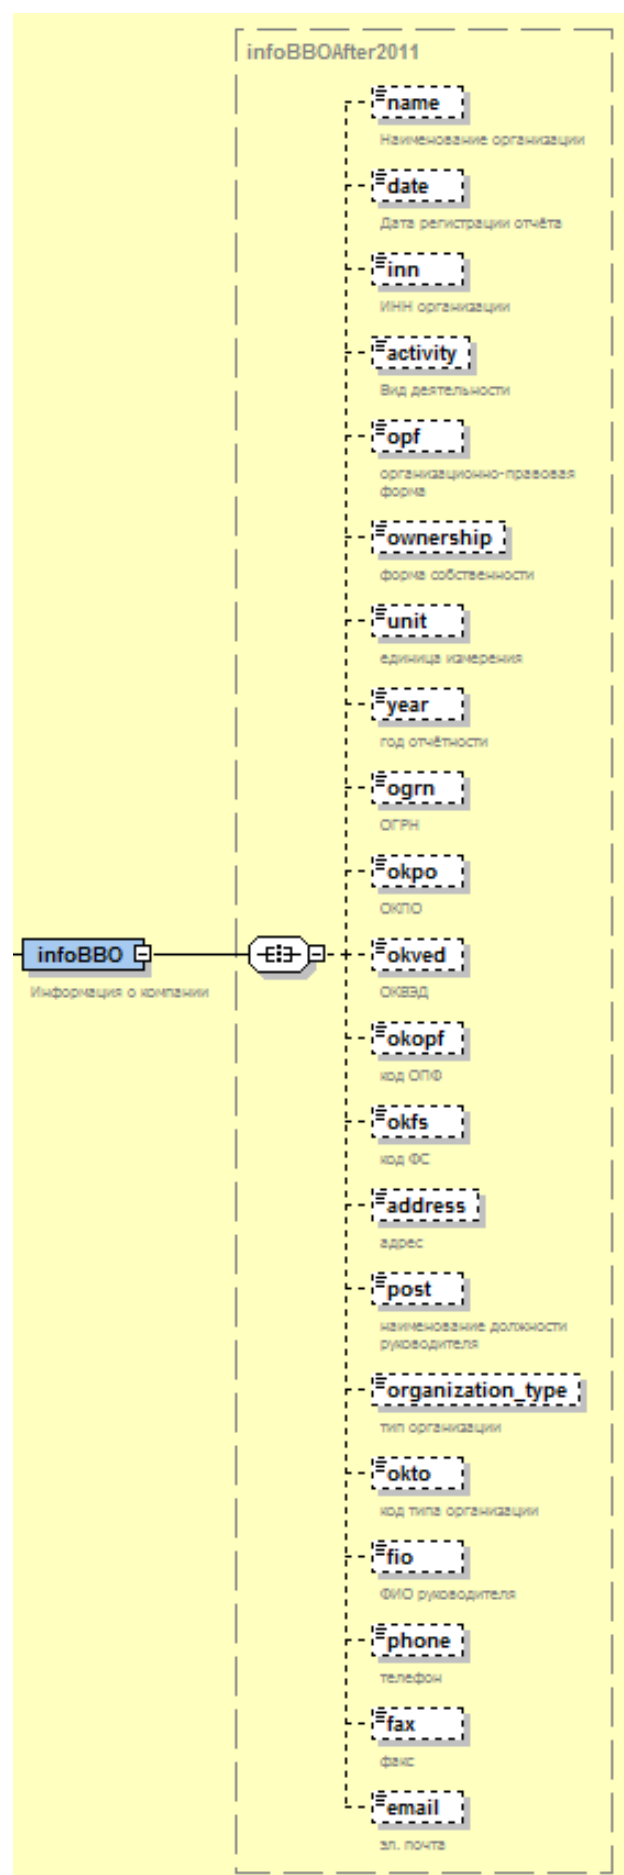 infoBBOAfter2011
name
Наименование организации
date
Дата регистрации отчёта
inn
ИНН организации
activity
Вид деятельности
opf
организационно-правовая
форма
ownership
форма собственности
unit
единица измерения
year
год отчётности
ogrn
ОГРН
okpo
ОКПО
infoBBO
Информация о компании
okved
ОКВЭД
okopf
код ОПФ
okfs
код ФС
address
адрес
post
наименование должности
руководителя
organization_type
тип организации
okto
код типа организации
fio
ФИО руководителя
phone
телефон
fax
факс
email
эл. почта